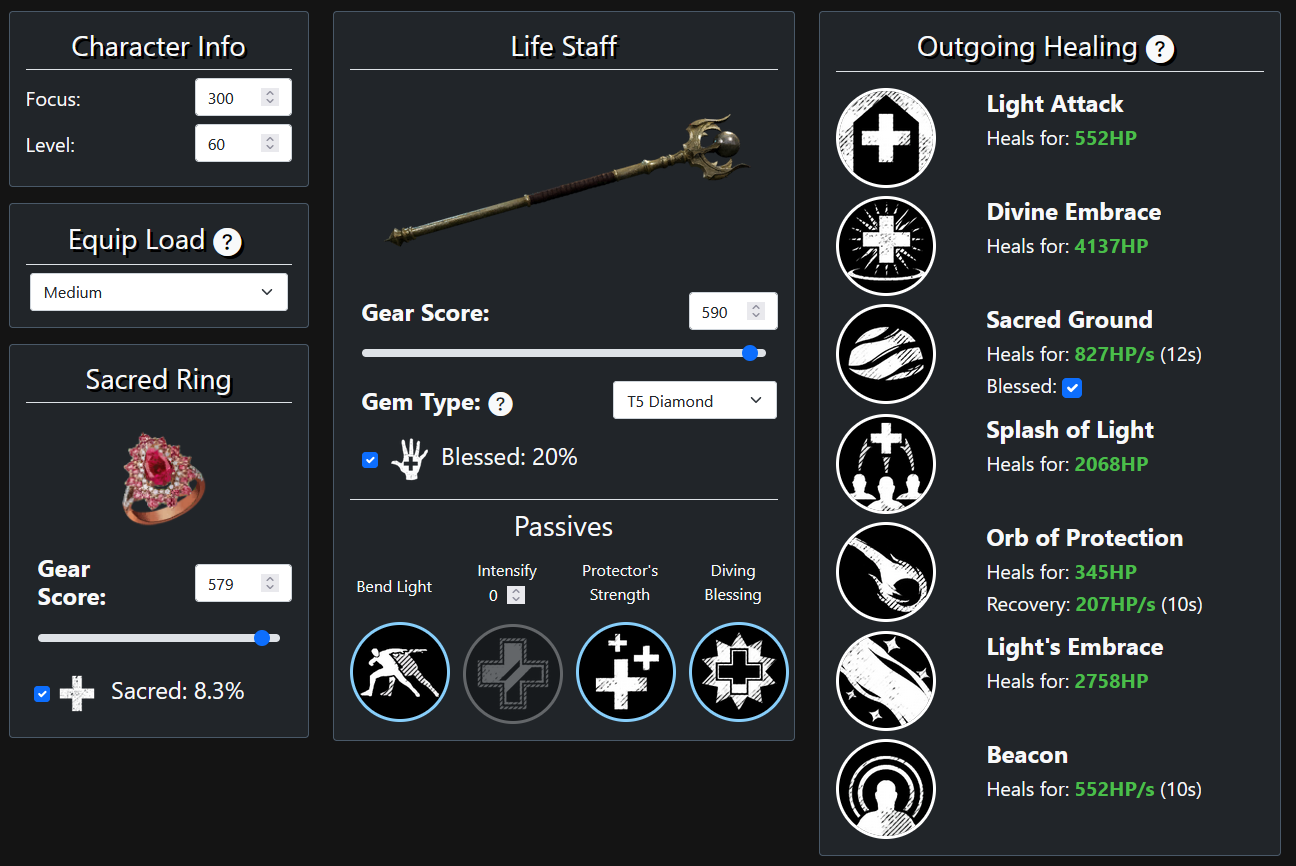 Character Info
Focus: 300
Level: 60
Equip Load ?
Medium
Sacred Ring
Gear
Score: 579
Sacred: 8.3%
Life Staff
Gear Score: 590
Gem Type: ? T5 Diamond
Blessed: 20%
Passives
Bend Light
Intensify
0
Protector's
Strength
Diving
Blessing
Outgoing Healing ?
Light Attack
Heals for: 552HP
Divine Embrace
Heals for: 4137HP
Sacred Ground
Heals for: 827HP/s (12s)
Blessed:
Splash of Light
Heals for: 2068HP
Orb of Protection
Heals for: 345HP
Recovery: 207HP/s (10s)
Light's Embrace
Heals for: 2758HP
Beacon
Heals for: 552HP/s (10s)